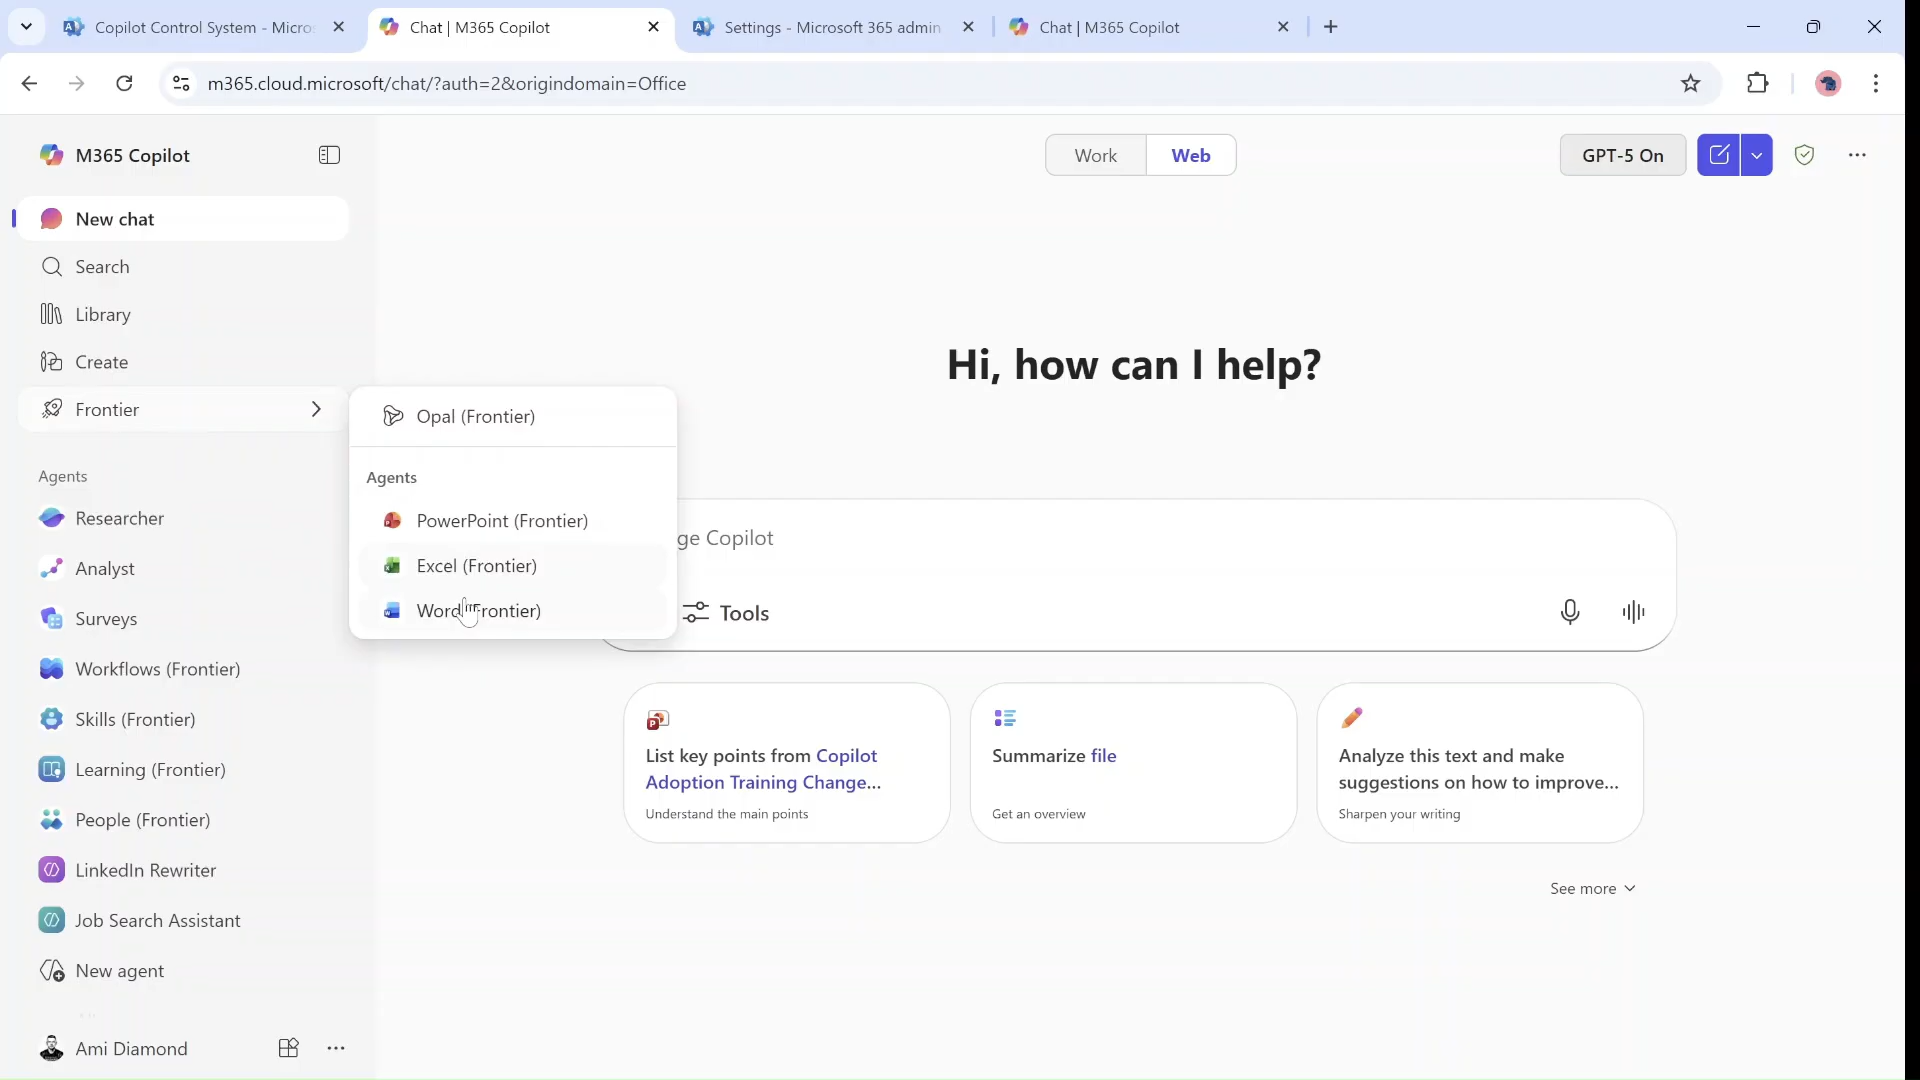 Copilot Control System - Micros
Chat | M365 Copilot
Settings - Microsoft 365 admin
Chat | M365 Copilot
m365.cloud.microsoft/chat/?auth=2&origindomain=Office
M365 Copilot
Work
Web
GPT-5 On
New chat
Search
Library
Create
Frontier
Hi, how can I help?
Opal (Frontier)
Agents
PowerPoint (Frontier)
Excel (Frontier)
Word (Frontier)
ge Copilot
Tools
Agents
Researcher
Analyst
Surveys
Workflows (Frontier)
Skills (Frontier)
Learning (Frontier)
People (Frontier)
LinkedIn Rewriter
Job Search Assistant
New agent
Ami Diamond
List key points from Copilot
Adoption Training Change...
Understand the main points
Summarize file
Get an overview
Analyze this text and make
suggestions on how to improve...
Sharpen your writing
See more